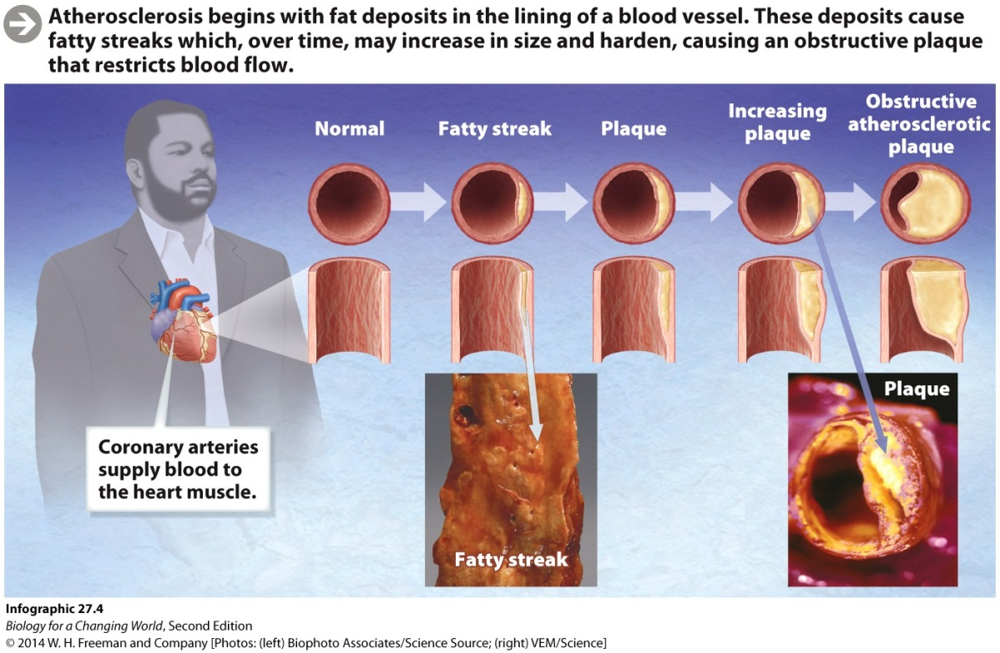 Atherosclerosis begins with fat deposits in the lining of a blood vessel. These deposits cause
fatty streaks which, over time, may increase in size and harden, causing an obstructive plaque
that restricts blood flow.
Normal
Fatty streak
Plaque
Increasing
plaque
Obstructive
atherosclerotic
plaque
Coronary arteries
supply blood to
the heart muscle.
Fatty streak
Plaque
Infographic 27.4
Biology for a Changing World, Second Edition
© 2014 W. H. Freeman and Company [Photos: (left) Biophoto Associates/Science Source; (right) VEM/Science]